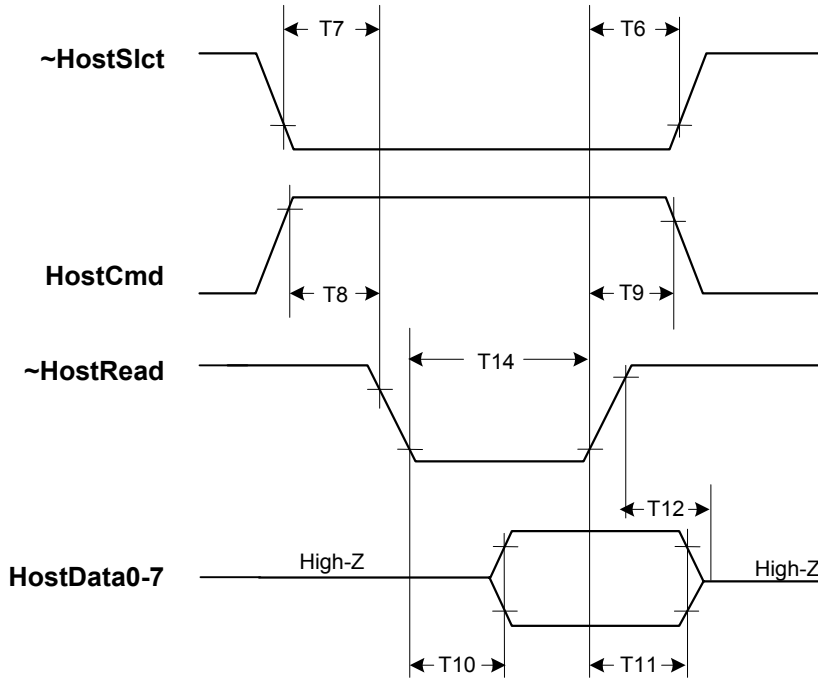 T7
T6
~HostSlct
HostCmd
T8
T9
~HostRead
T14
T12
High-Z
High-Z
HostData0-7
T10
T11